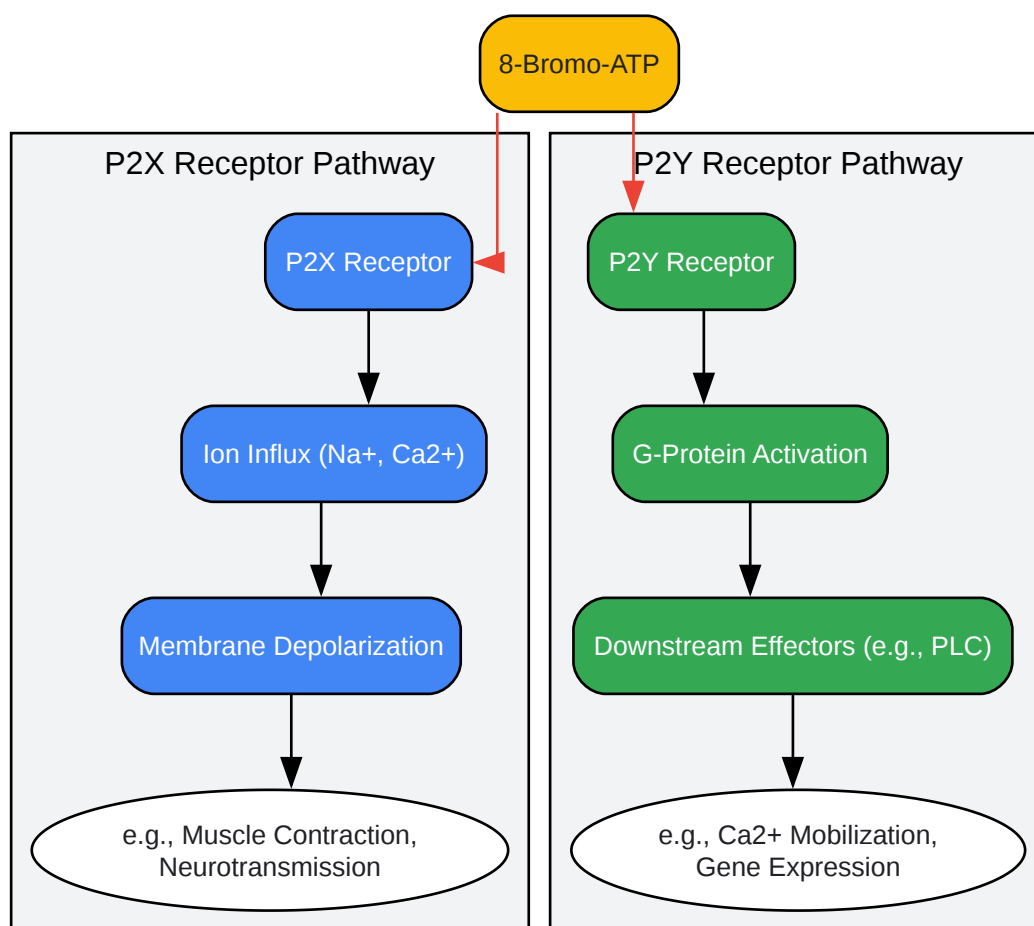 8-Bromo-ATP
P2X Receptor Pathway
P2X Receptor
Ion Influx (Na+, Ca2+)
Membrane Depolarization
e.g., Muscle Contraction,
Neurotransmission
P2Y Receptor Pathway
P2Y Receptor
G-Protein Activation
Downstream Effectors (e.g., PLC)
e.g., Ca2+ Mobilization,
Gene Expression